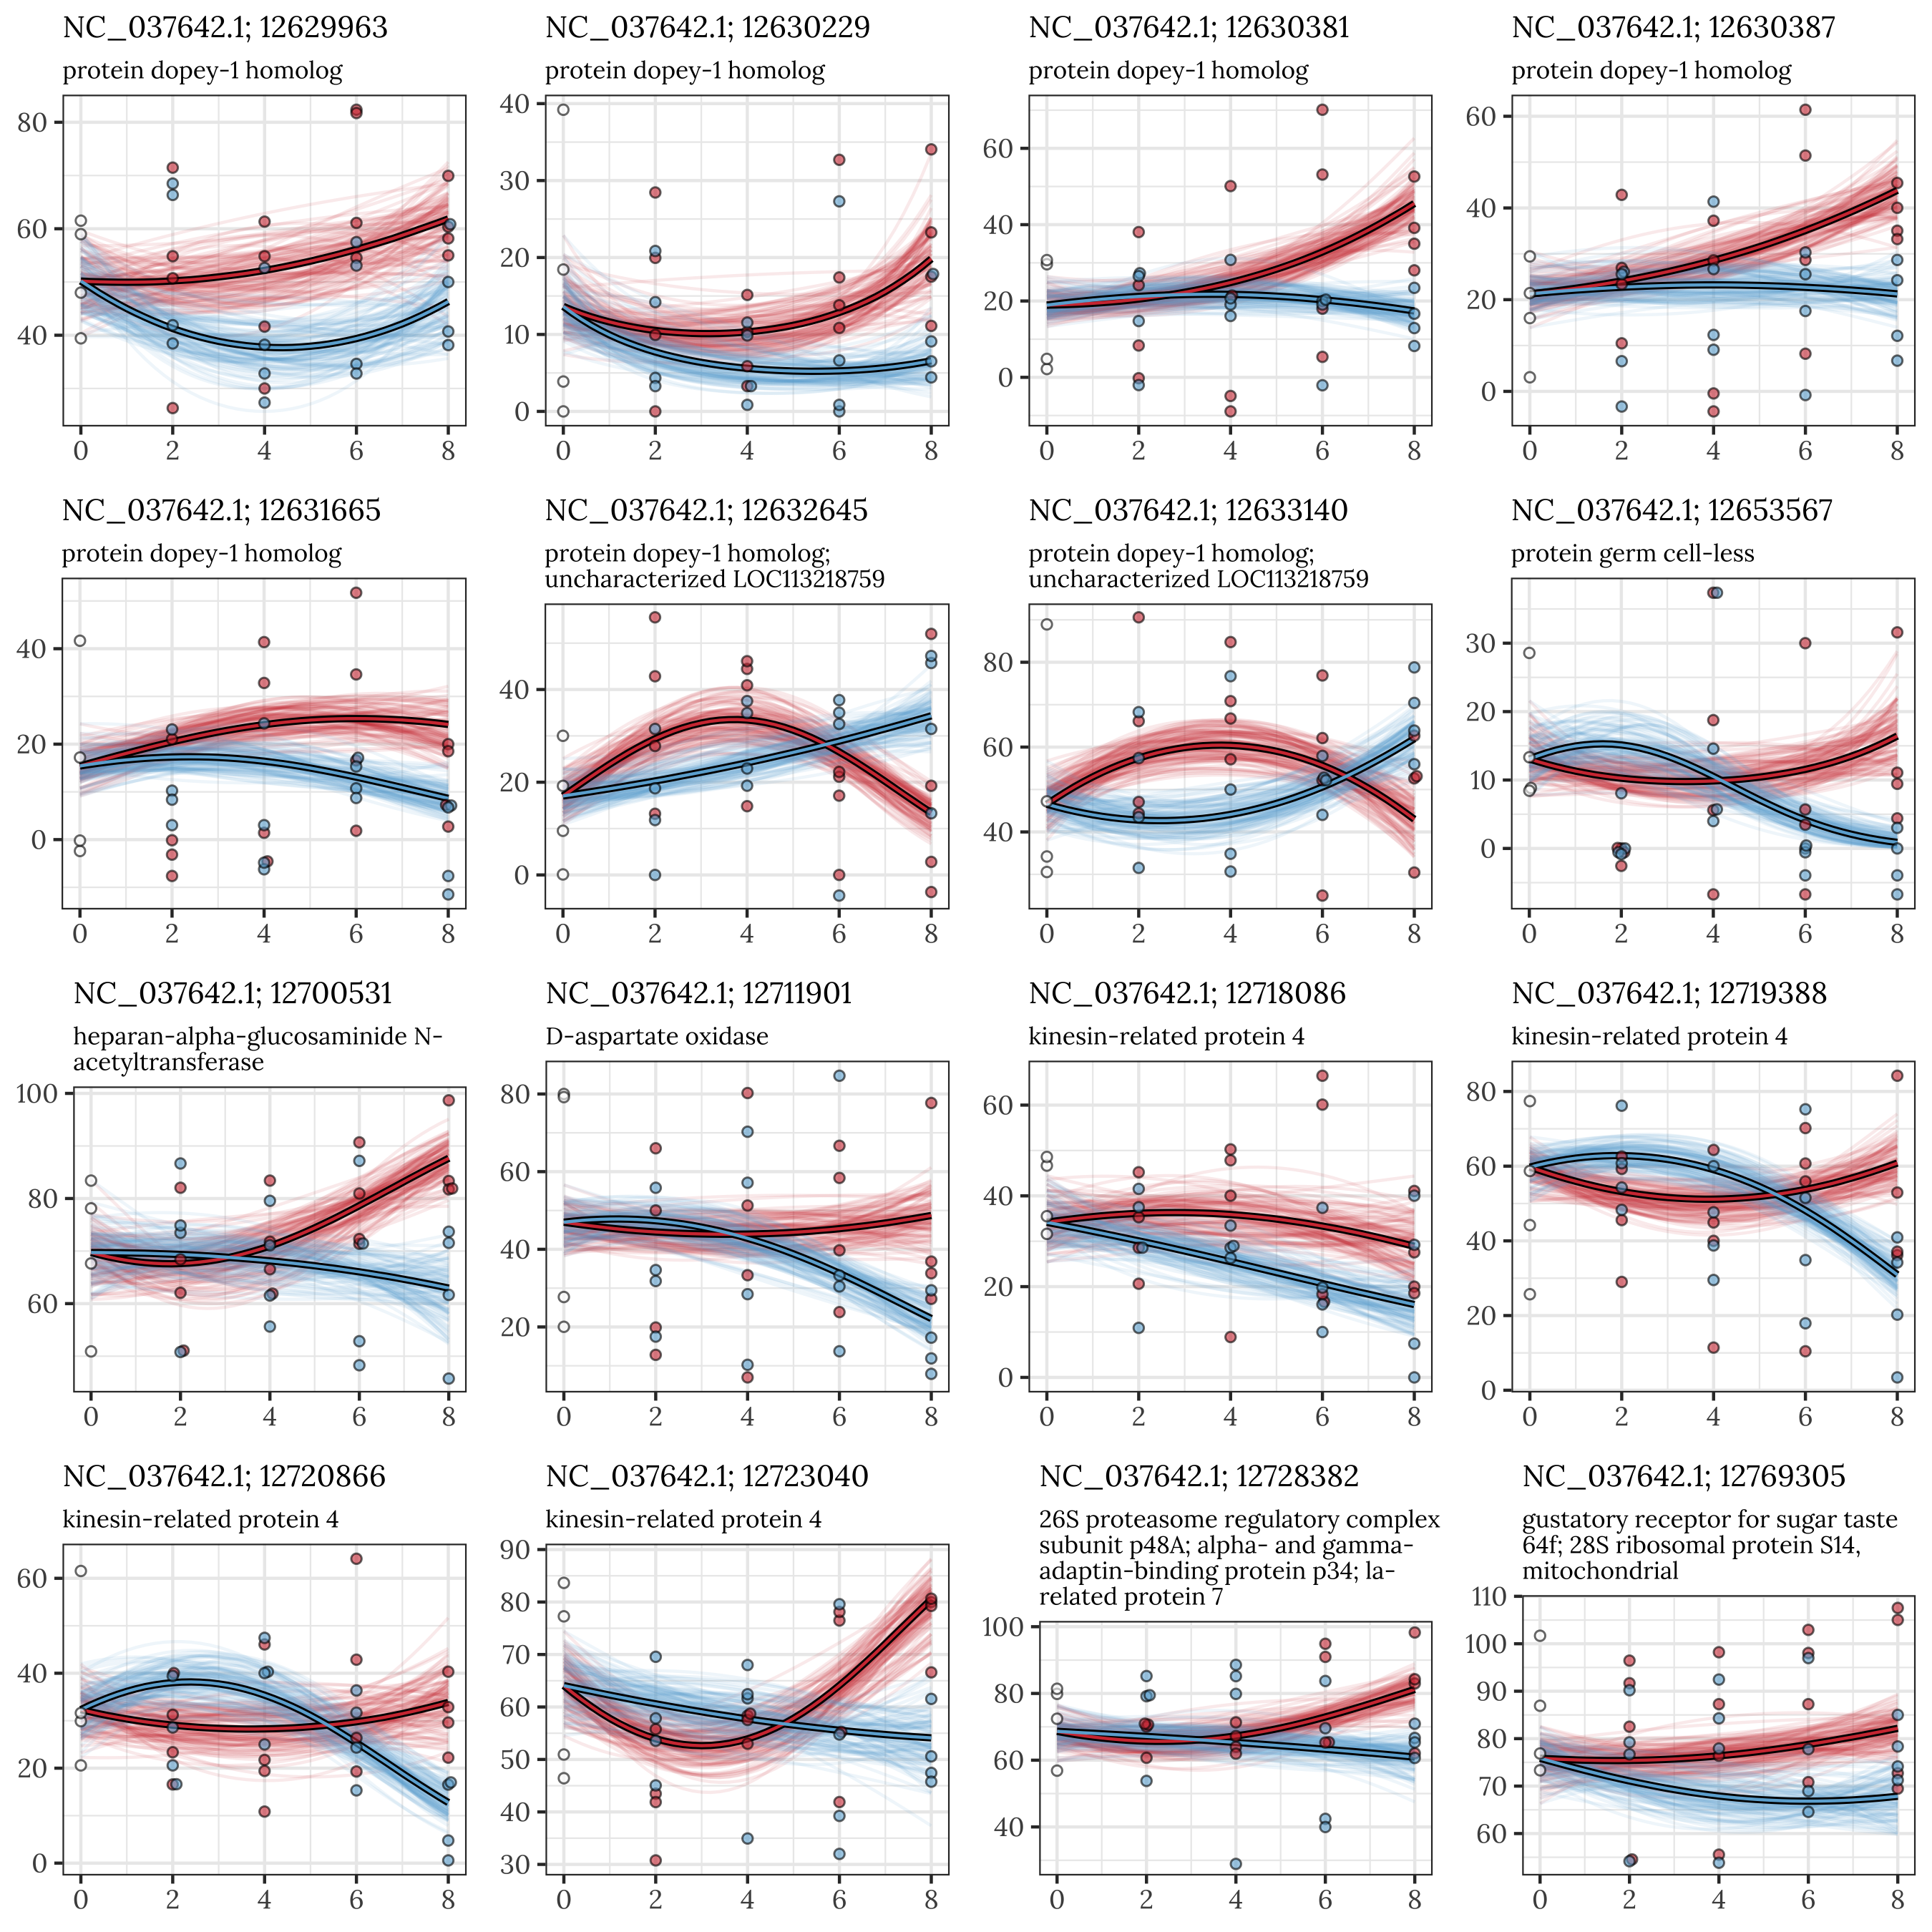 NC_037642.1; 12629963
protein dopey-1 homolog
80
60
40
0 2 4 6 8
NC_037642.1; 12630229
protein dopey-1 homolog
40
30
20
10
0
0 2 4 6 8
NC_037642.1; 12630381
protein dopey-1 homolog
60
40
20
0
0 2 4 6 8
NC_037642.1; 12630387
protein dopey-1 homolog
60
40
20
0
0 2 4 6 8
NC_037642.1; 12631665
protein dopey-1 homolog
40
20
0
0 2 4 6 8
NC_037642.1; 12632645
protein dopey-1 homolog;
uncharacterized LOC113218759
40
20
0
0 2 4 6 8
NC_037642.1; 12633140
protein dopey-1 homolog;
uncharacterized LOC113218759
80
60
40
0 2 4 6 8
NC_037642.1; 12653567
protein germ cell-less
30
20
10
0
0 2 4 6 8
NC_037642.1; 12700531
heparan-alpha-glucosaminide N-
acetyltransferase
100
80
60
0 2 4 6 8
NC_037642.1; 12711901
D-aspartate oxidase
80
60
40
20
0 2 4 6 8
NC_037642.1; 12718086
kinesin-related protein 4
60
40
20
0
0 2 4 6 8
NC_037642.1; 12719388
kinesin-related protein 4
80
60
40
20
0
0 2 4 6 8
NC_037642.1; 12720866
kinesin-related protein 4
60
40
20
0
0 2 4 6 8
NC_037642.1; 12723040
kinesin-related protein 4
90
80
70
60
50
40
30
0 2 4 6 8
NC_037642.1; 12728382
26S proteasome regulatory complex
subunit p48A; alpha- and gamma-
adaptin-binding protein p34; la-
related protein 7
100
80
60
40
0 2 4 6 8
NC_037642.1; 12769305
gustatory receptor for sugar taste
64f; 28S ribosomal protein S14,
mitochondrial
110
100
90
80
70
60
0 2 4 6 8